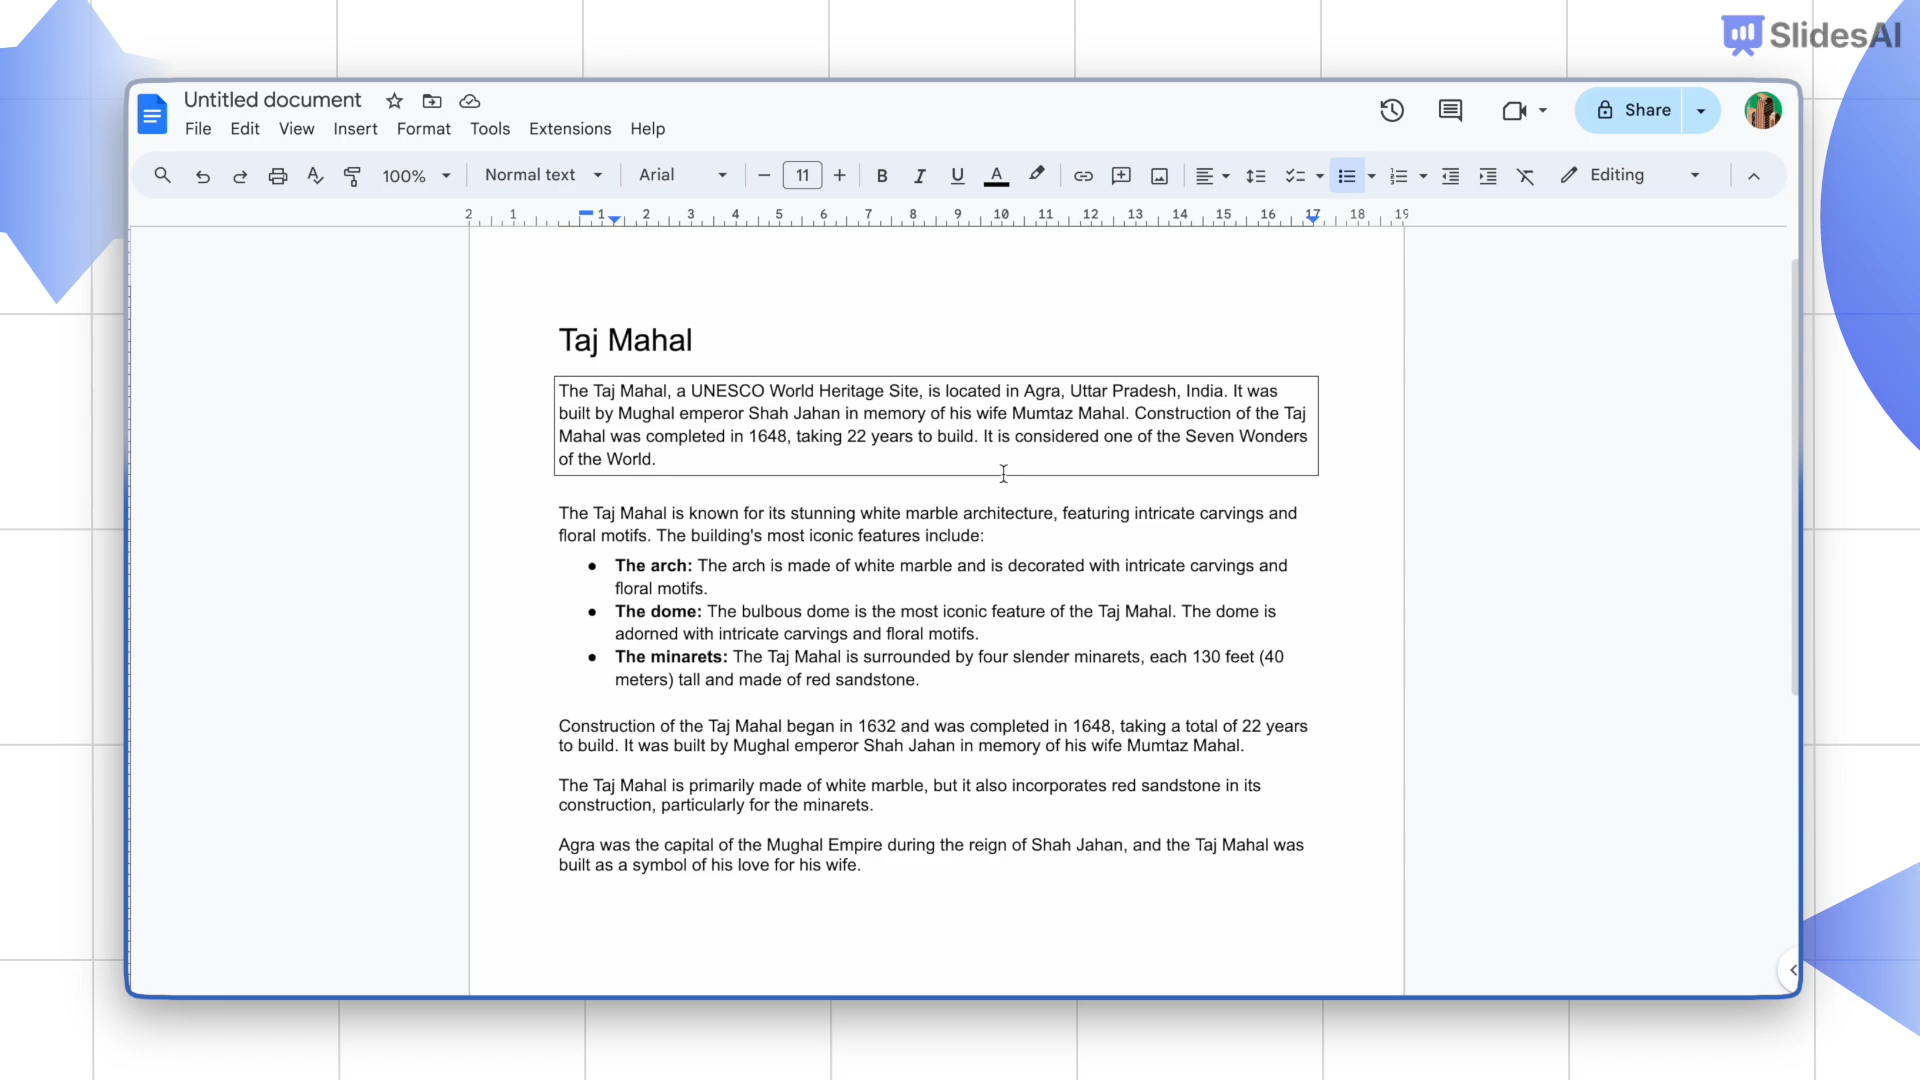 SlidesAI
Untitled document
File Edit View Insert Format Tools Extensions Help
Share
100% Normal text Arial 11 B I U A Editing
2 1 1 2 3 4 5 6 7 8 9 10 11 12 13 14 15 16 17 18 19
Taj Mahal
The Taj Mahal, a UNESCO World Heritage Site, is located in Agra, Uttar Pradesh, India. It was
built by Mughal emperor Shah Jahan in memory of his wife Mumtaz Mahal. Construction of the Taj
Mahal was completed in 1648, taking 22 years to build. It is considered one of the Seven Wonders
of the World.
The Taj Mahal is known for its stunning white marble architecture, featuring intricate carvings and
floral motifs. The building's most iconic features include:
● The arch: The arch is made of white marble and is decorated with intricate carvings and
floral motifs.
● The dome: The bulbous dome is the most iconic feature of the Taj Mahal. The dome is
adorned with intricate carvings and floral motifs.
● The minarets: The Taj Mahal is surrounded by four slender minarets, each 130 feet (40
meters) tall and made of red sandstone.
Construction of the Taj Mahal began in 1632 and was completed in 1648, taking a total of 22 years
to build. It was built by Mughal emperor Shah Jahan in memory of his wife Mumtaz Mahal.
The Taj Mahal is primarily made of white marble, but it also incorporates red sandstone in its
construction, particularly for the minarets.
Agra was the capital of the Mughal Empire during the reign of Shah Jahan, and the Taj Mahal was
built as a symbol of his love for his wife.